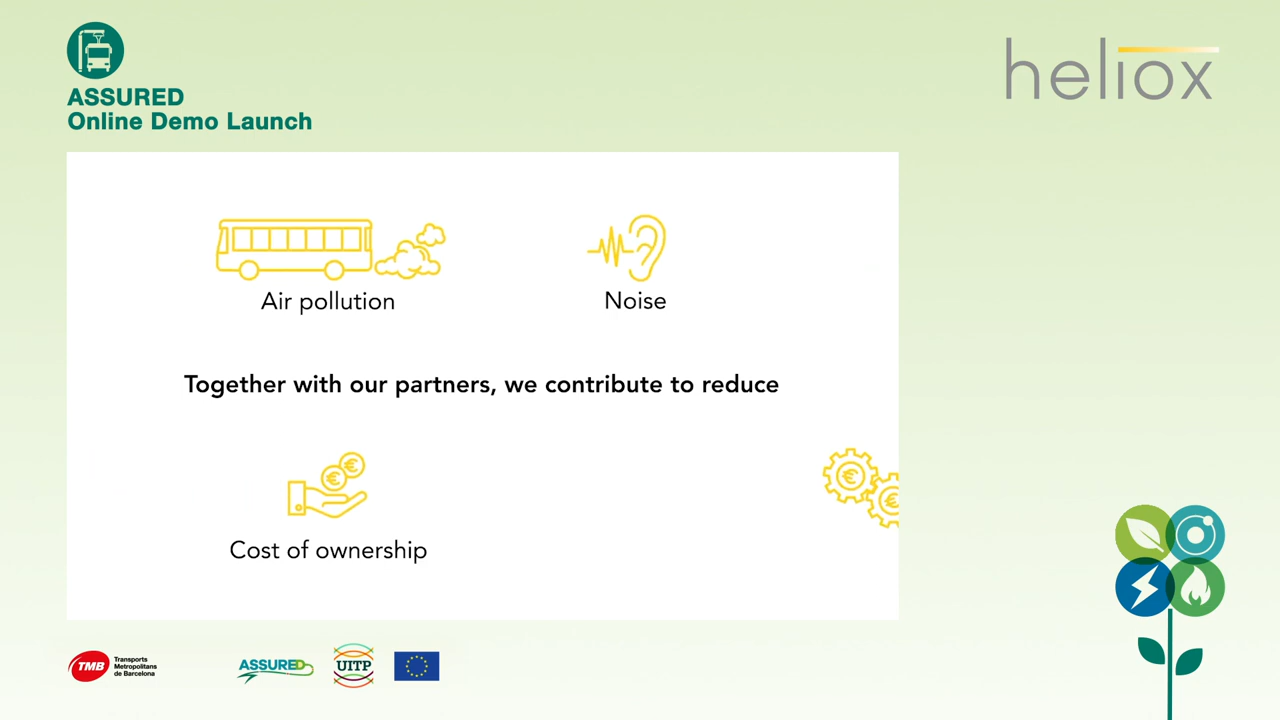 heliox
ASSURED
Online Demo Launch
Air pollution
Noise
Together with our partners, we contribute to reduce
€
€
€
€
Cost of ownership
TMB
Transports
Metropolitans
de Barcelona
ASSURED
UITP